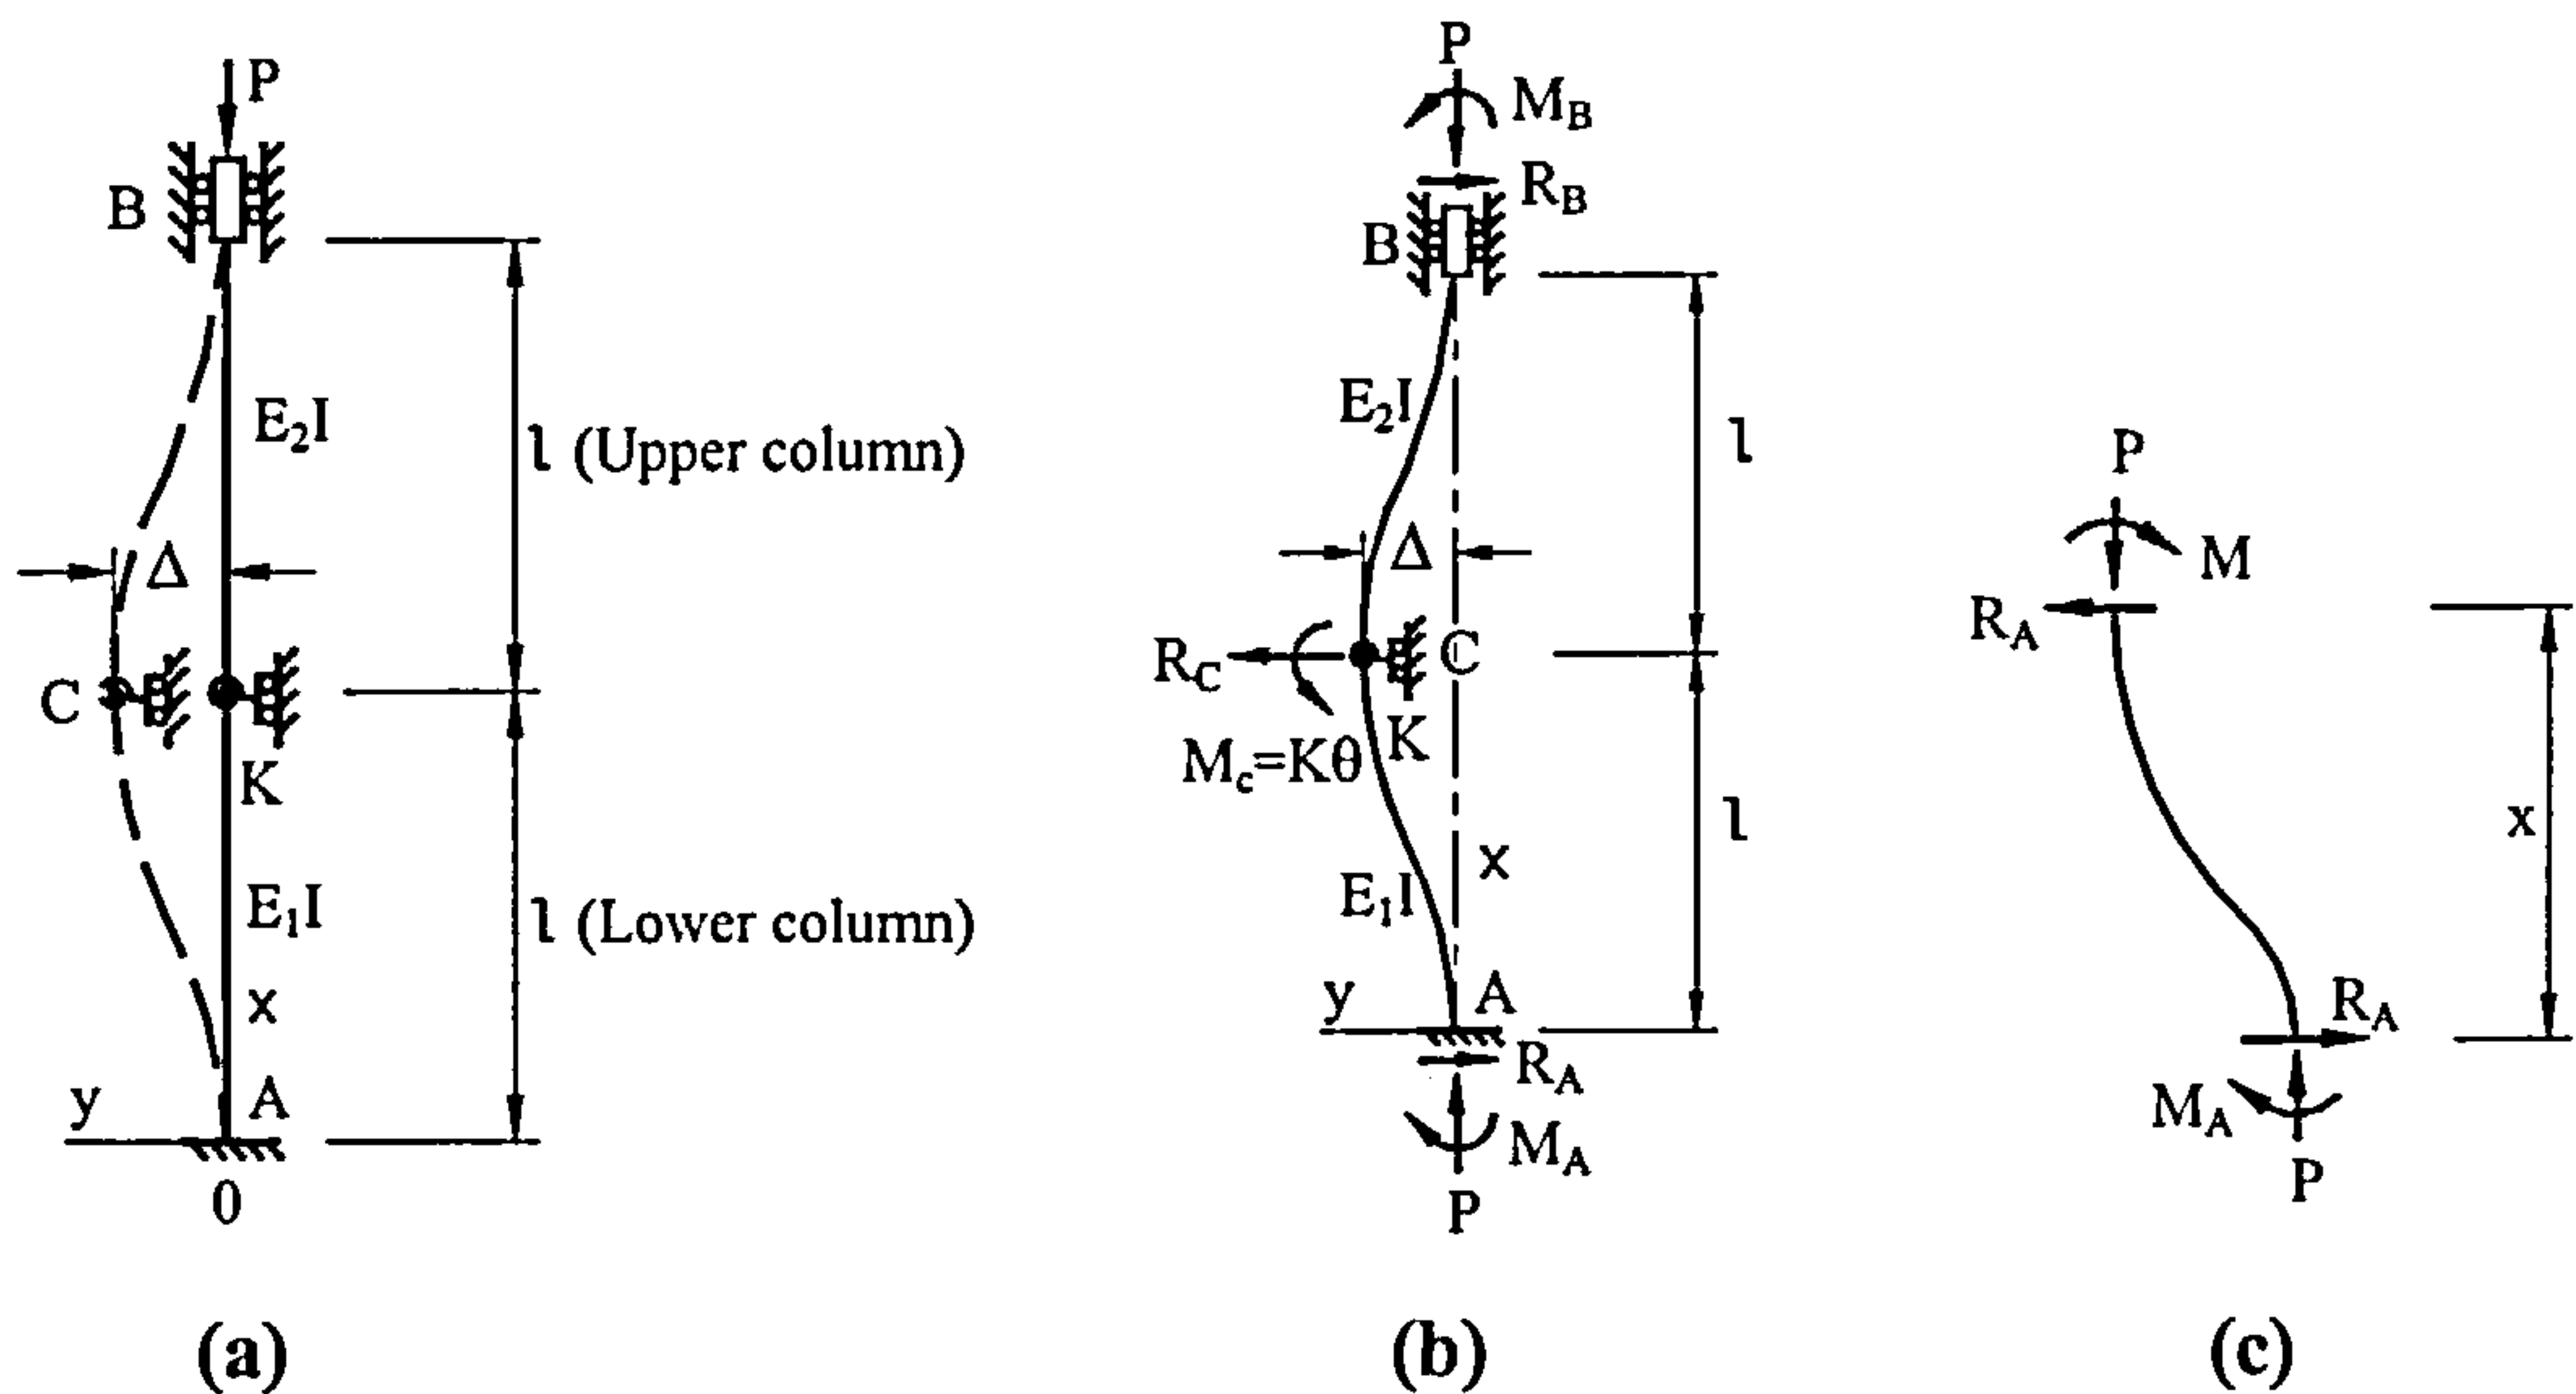 P
B
E₂I
l (Upper column)
Δ
C
K
E₁I
l (Lower column)
x
y
A
0
(a)
P
M_B
R_B
B
E₂I
l
Δ
R_C
C
K
M_c=Kθ
l
x
E₁I
y
A
R_A
M_A
P
(b)
P
M
R_A
x
R_A
M_A
P
(c)